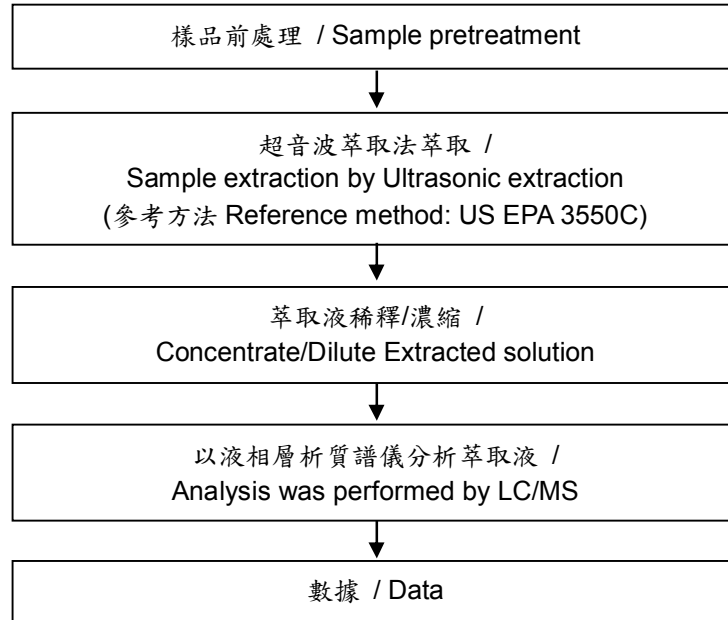 樣品前處理 / Sample pretreatment
超音波萃取法萃取 /
Sample extraction by Ultrasonic extraction
(參考方法 Reference method: US EPA 3550C)
萃取液稀釋/濃縮 /
Concentrate/Dilute Extracted solution
以液相層析質譜儀分析萃取液 /
Analysis was performed by LC/MS
數據 / Data